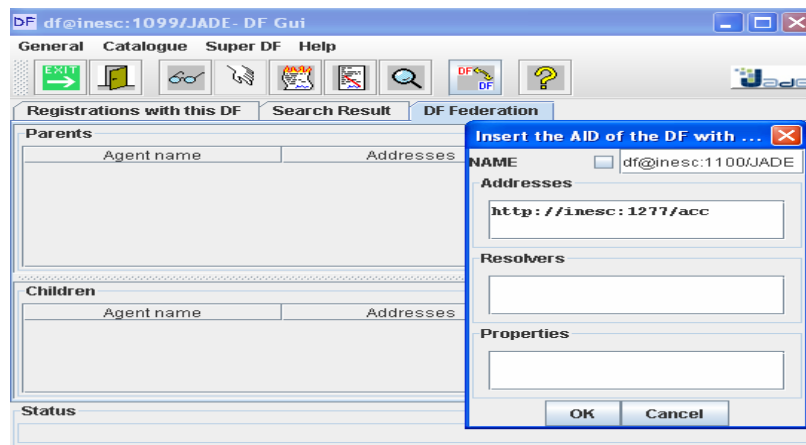 DF df@inesc:1099/JADE- DF Gui
General Catalogue Super DF Help
EXIT DF DF Jade
Registrations with this DF Search Result DF Federation
Parents
Agent name Addresses
Children
Agent name Addresses
Status
Insert the AID of the DF with ...
NAME df@inesc:1100/JADE
Addresses
http://inesc:1277/acc
Resolvers
Properties
OK Cancel